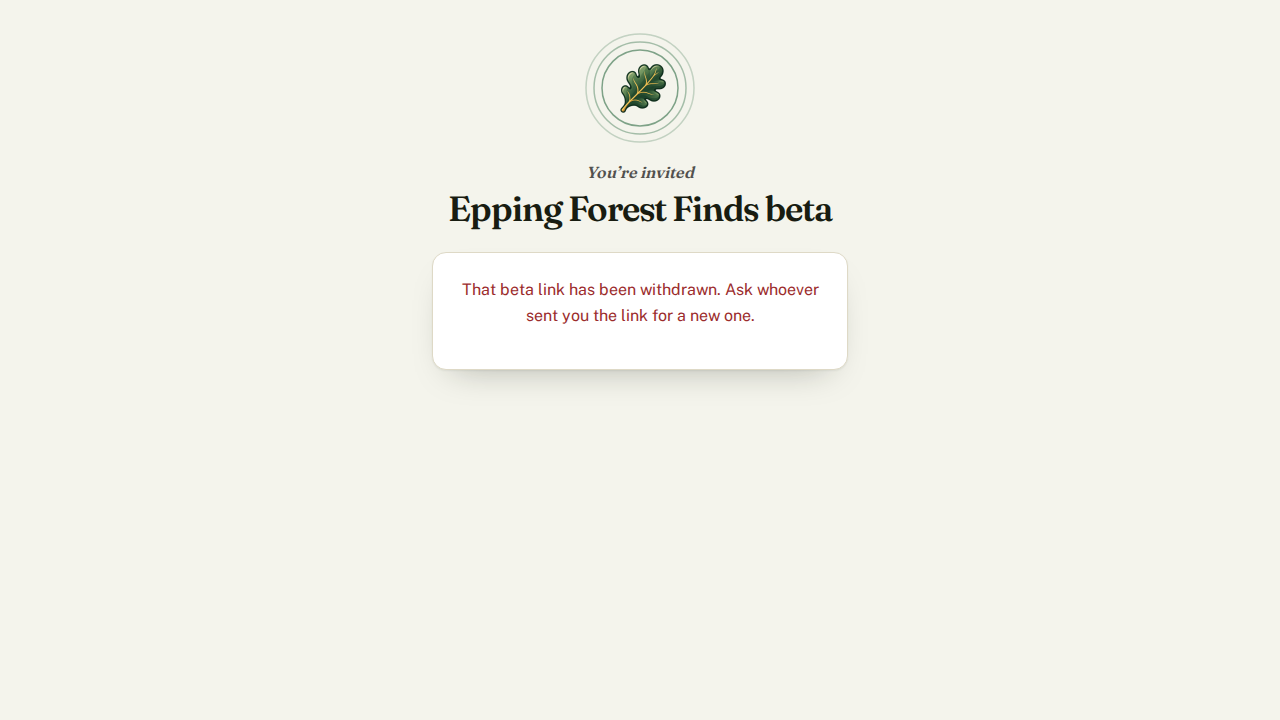 You’re invited
Epping Forest Finds beta
That beta link has been withdrawn. Ask whoever
sent you the link for a new one.